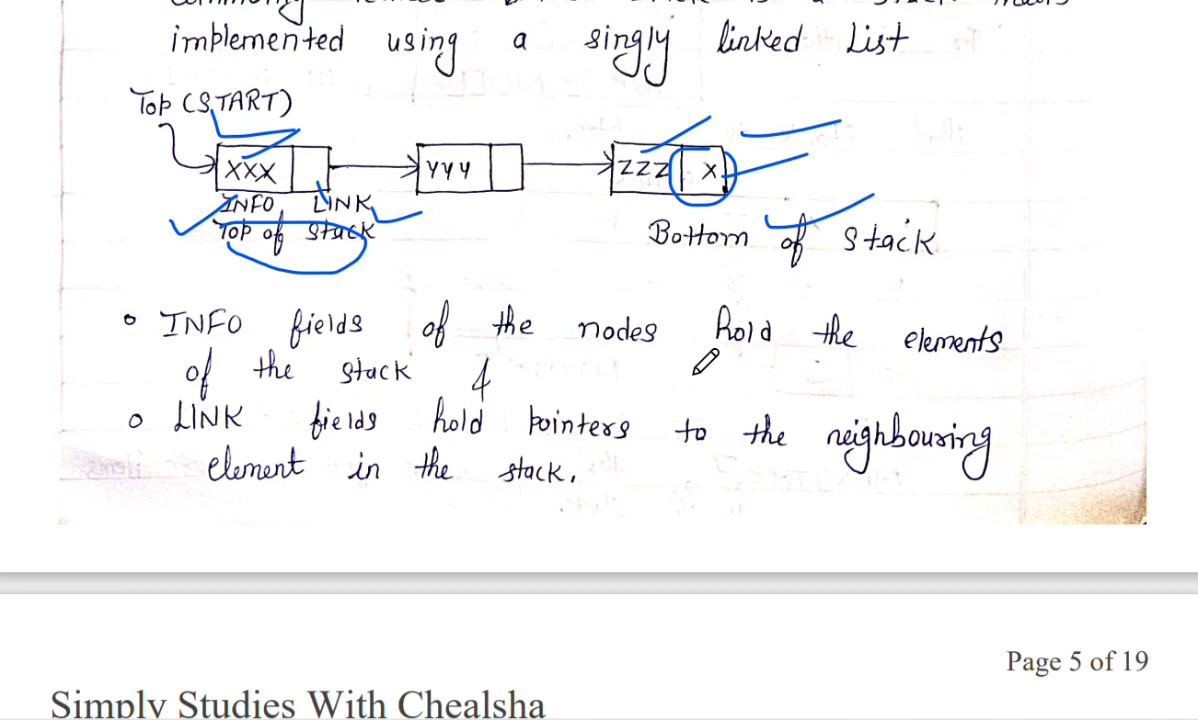 implemented using a singly linked List
Top (START)
XXX
YYY
ZZZ X
INFO LINK
Top of Stack
Bottom of Stack
INFO fields of the nodes hold the elements
of the stack &
LINK fields hold pointers to the neighbouring
element in the stack.
Page 5 of 19
Simply Studies With Chealsha